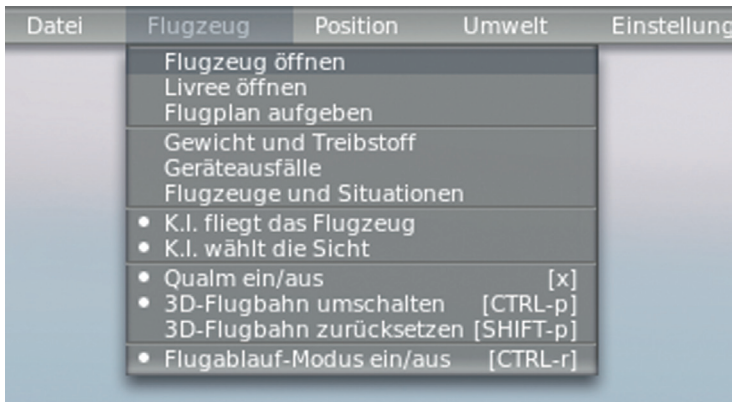 Datei Flugzeug Position Umwelt Einstellung
Flugzeug öffnen
Livree öffnen
Flugplan aufgeben
Gewicht und Treibstoff
Geräteausfälle
Flugzeuge und Situationen
K.I. fliegt das Flugzeug
K.I. wählt die Sicht
Qualm ein/aus [x]
3D-Flugbahn umschalten [CTRL-p]
3D-Flugbahn zurücksetzen [SHIFT-p]
Flugablauf-Modus ein/aus [CTRL-r]